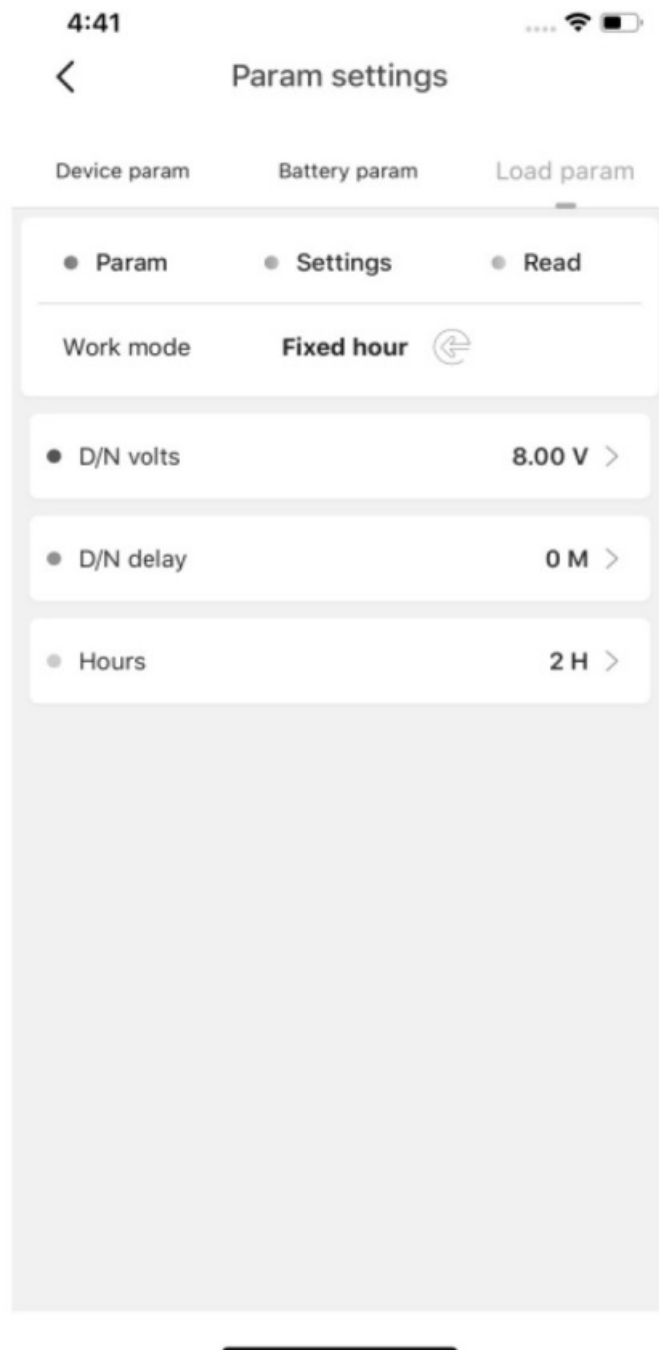 4:41
Param settings
Device param Battery param Load param
Param Settings Read
Work mode Fixed hour
D/N volts 8.00 V
D/N delay 0 M
Hours 2 H